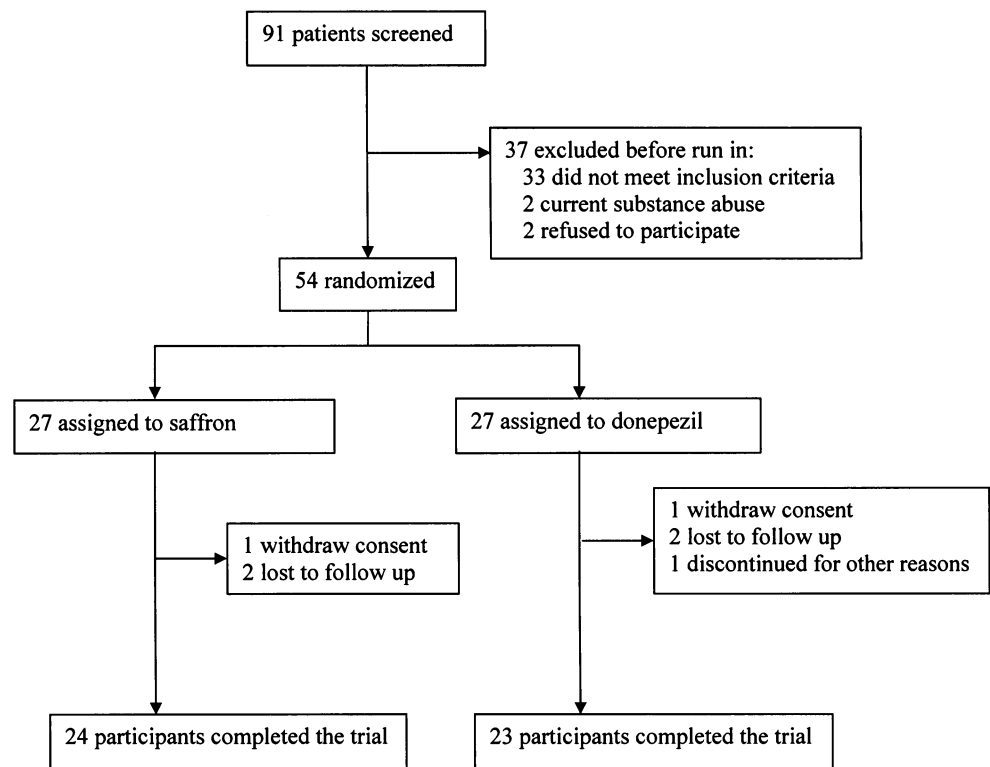 91 patients screened
37 excluded before run in:
33 did not meet inclusion criteria
2 current substance abuse
2 refused to participate
54 randomized
27 assigned to saffron
27 assigned to donepezil
1 withdraw consent
2 lost to follow up
1 withdraw consent
2 lost to follow up
1 discontinued for other reasons
24 participants completed the trial
23 participants completed the trial